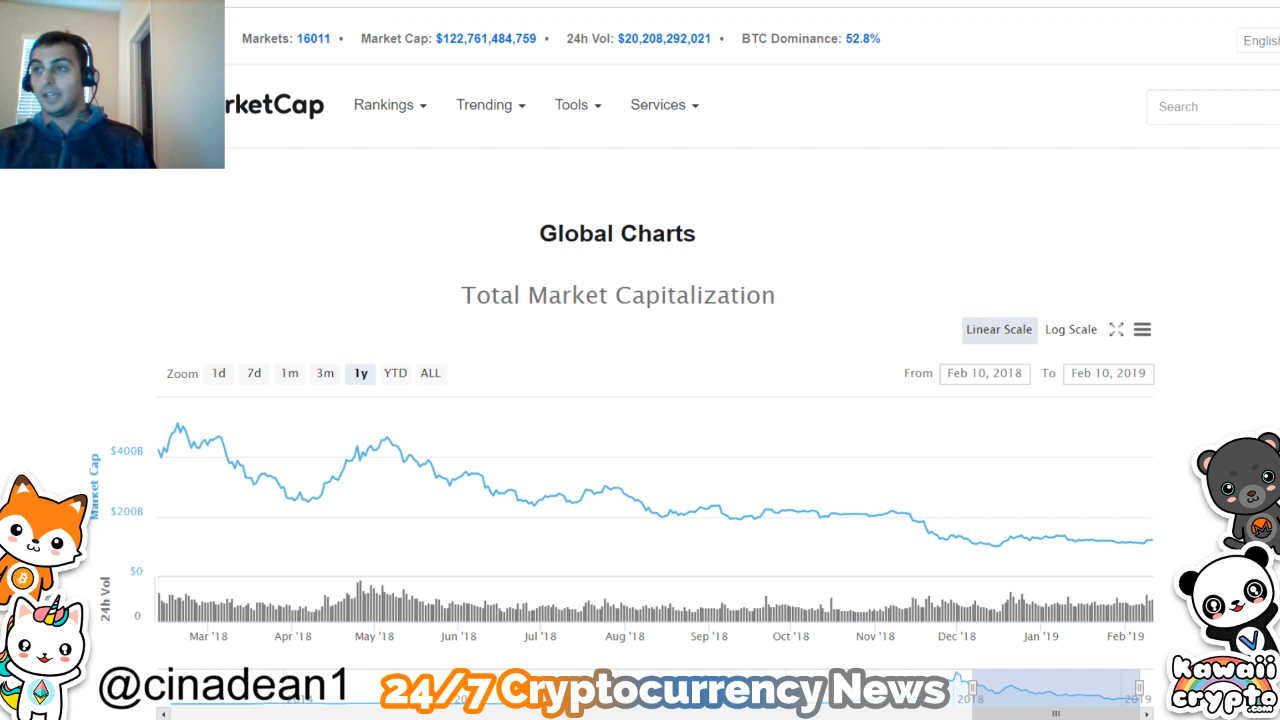 Markets: 16011 • Market Cap: $122,761,484,759 • 24h Vol: $20,208,292,021 • BTC Dominance: 52.8%
English
rketCap Rankings Trending Tools Services
Search
Global Charts
Total Market Capitalization
Linear Scale Log Scale
Zoom 1d 7d 1m 3m 1y YTD ALL From Feb 10, 2018 To Feb 10, 2019
Market Cap
$400B
$200B
$0
24h Vol
0
Mar '18 Apr '18 May '18 Jun '18 Jul '18 Aug '18 Sep '18 Oct '18 Nov '18 Dec '18 Jan '19 Feb '19
@cinadean1
24/7 Cryptocurrency News
2014 2018 2019
kawaii
crypto
.com